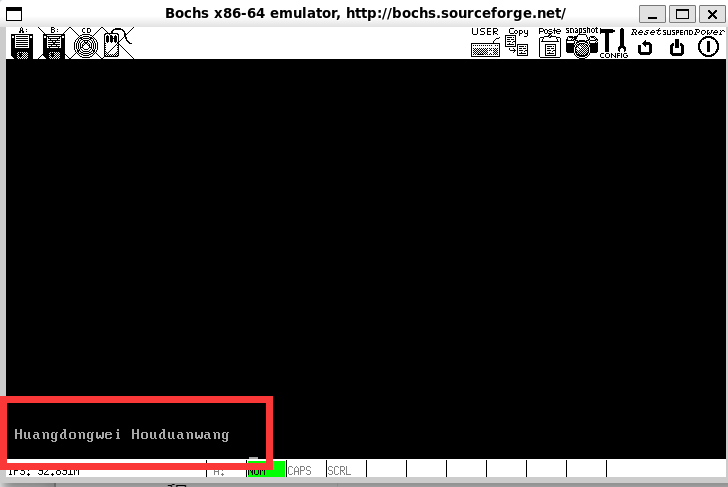 Bochs x86-64 emulator, http://bochs.sourceforge.net/
A: B: CD USER Copy Paste snapshot CONFIG Reset SUSPEND Power
Huangdongwei Houduanwang
IPS: 52.891M A: NUM CAPS SCRL